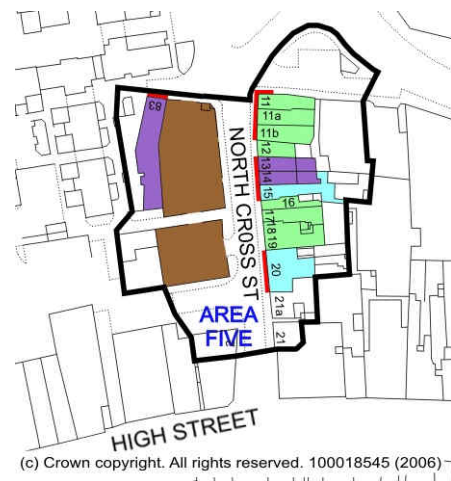 83
11
11a
11b
12
13
14
15
16
17
18
19
20
21a
21
NORTH CROSS ST
AREA
FIVE
HIGH STREET
(c) Crown copyright. All rights reserved. 100018545 (2006)